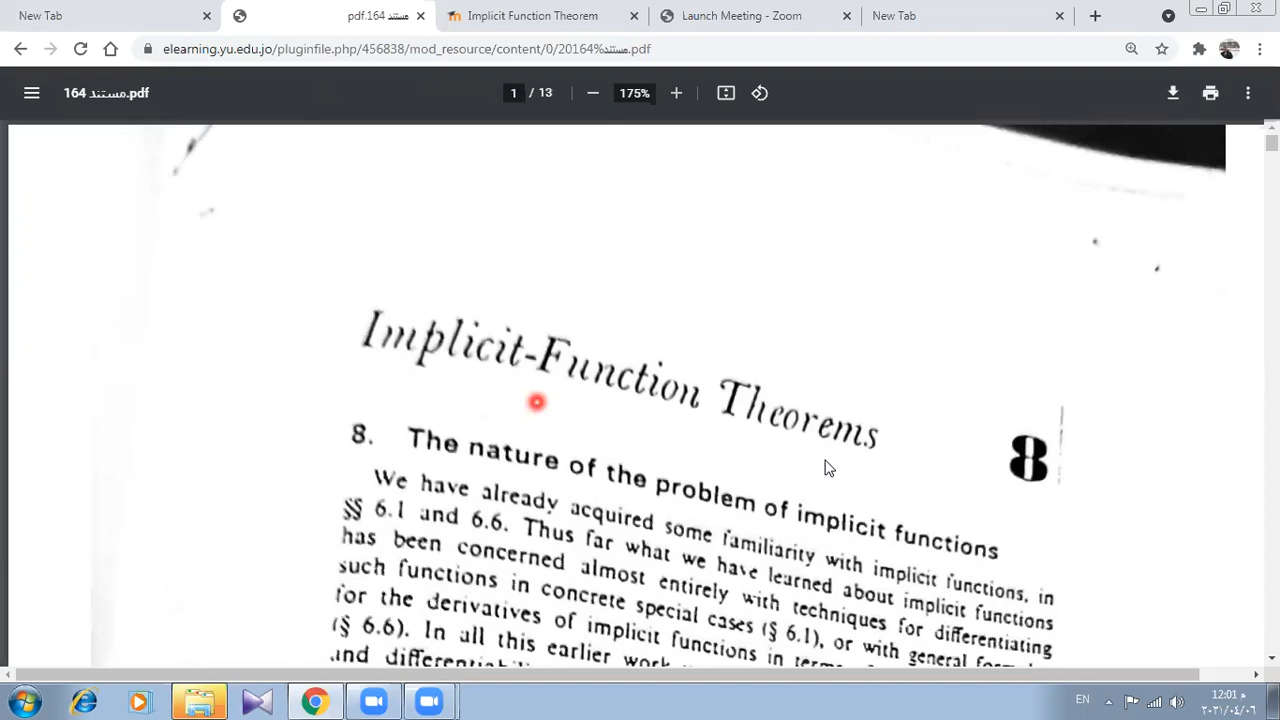 New Tab
مستند 164.pdf
Implicit Function Theorem
Launch Meeting - Zoom
New Tab
elearning.yu.edu.jo/pluginfile.php/456838/mod_resource/content/0/20164%مستند.pdf
مستند 164.pdf
1 / 13
175%
Implicit-Function Theorems
8
8. The nature of the problem of implicit functions
We have already acquired some familiarity with implicit functions, in
§§ 6.1 and 6.6. Thus far what we have learned about implicit functions
has been concerned almost entirely with techniques for differentiating
such functions in concrete special cases (§ 6.1), or with general
for the derivatives of implicit functions in
(§ 6.6). In all this earlier work
and
EN
12:01 م
٢٠٢١/٠٤/٠٦